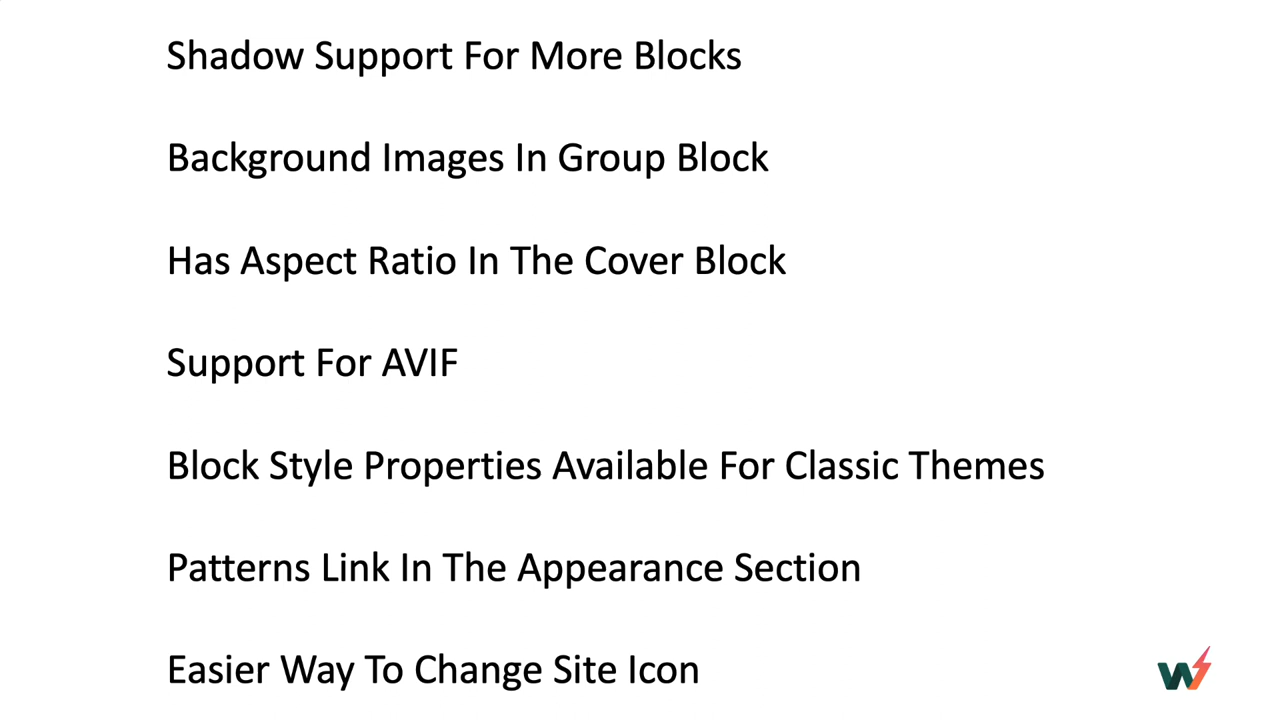 Shadow Support For More Blocks
Background Images In Group Block
Has Aspect Ratio In The Cover Block
Support For AVIF
Block Style Properties Available For Classic Themes
Patterns Link In The Appearance Section
Easier Way To Change Site Icon